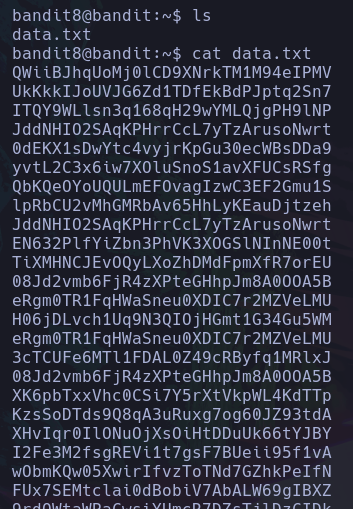 bandit8@bandit:~$ ls
data.txt
bandit8@bandit:~$ cat data.txt
QWiiBJhqUoMj0lCD9XNrkTM1M94eIPMV
UkKkkIJoUVJG6Zd1TDfEkBdPJptq2Sn7
ITQY9WLlsn3q168qH29wYMLQjgPH9lNP
JddNHIO2SAqKPHrrCcL7yTzArusoNwrt
0dEKX1sDwYtc4vyjrKpGu30ecWBsDDa9
yvtL2C3x6iw7XOluSnoS1avXFUCsRSfg
QbKQeOYoUQULmEFOvagIzwC3EF2Gmu1S
lpRbCU2vMhGMRbAv65HhLyKEauDjtzeh
JddNHIO2SAqKPHrrCcL7yTzArusoNwrt
EN632PlfYiZbn3PhVK3XOGSlNInNE00t
TiXMHNCJEvOQyLXoZhDMdFpmXfR7orEU
08Jd2vmb6FjR4zXPteGHhpJm8A0OOA5B
eRgm0TR1FqHWaSneu0XDIC7r2MZVeLMU
H06jDLvch1Uq9N3QIOjHGmt1G34Gu5WM
eRgm0TR1FqHWaSneu0XDIC7r2MZVeLMU
3cTCUFe6MTl1FDAL0Z49cRByfq1MRlxJ
08Jd2vmb6FjR4zXPteGHhpJm8A0OOA5B
XK6pbTxxVhc0CSi7Y5rXtVkpWL4KdTTp
KzsSoDTds9Q8qA3uRuxg7og60JZ93tdA
XHvIqr0IlONuOjXsOiHtDDuUk66tYJBY
I2Fe3M2fsgREVi1t7gsF7BUeii95f1vA
wObmKQw05XwirIfvzToTNd7GZhkPeIfN
FUx7SEMtclai0dBobiV7AbALW69gIBXZ